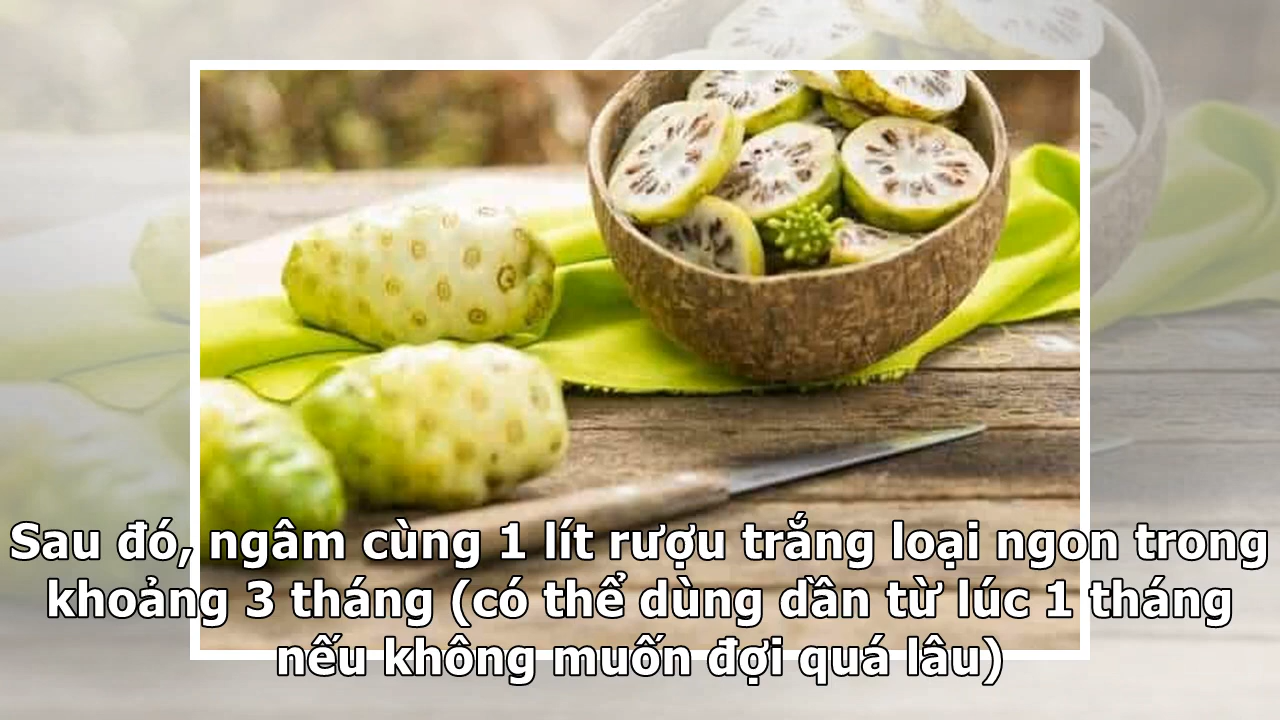 Sau đó, ngâm cùng 1 lít rượu trắng loại ngon trong
khoảng 3 tháng (có thể dùng dần từ lúc 1 tháng
nếu không muốn đợi quá lâu)